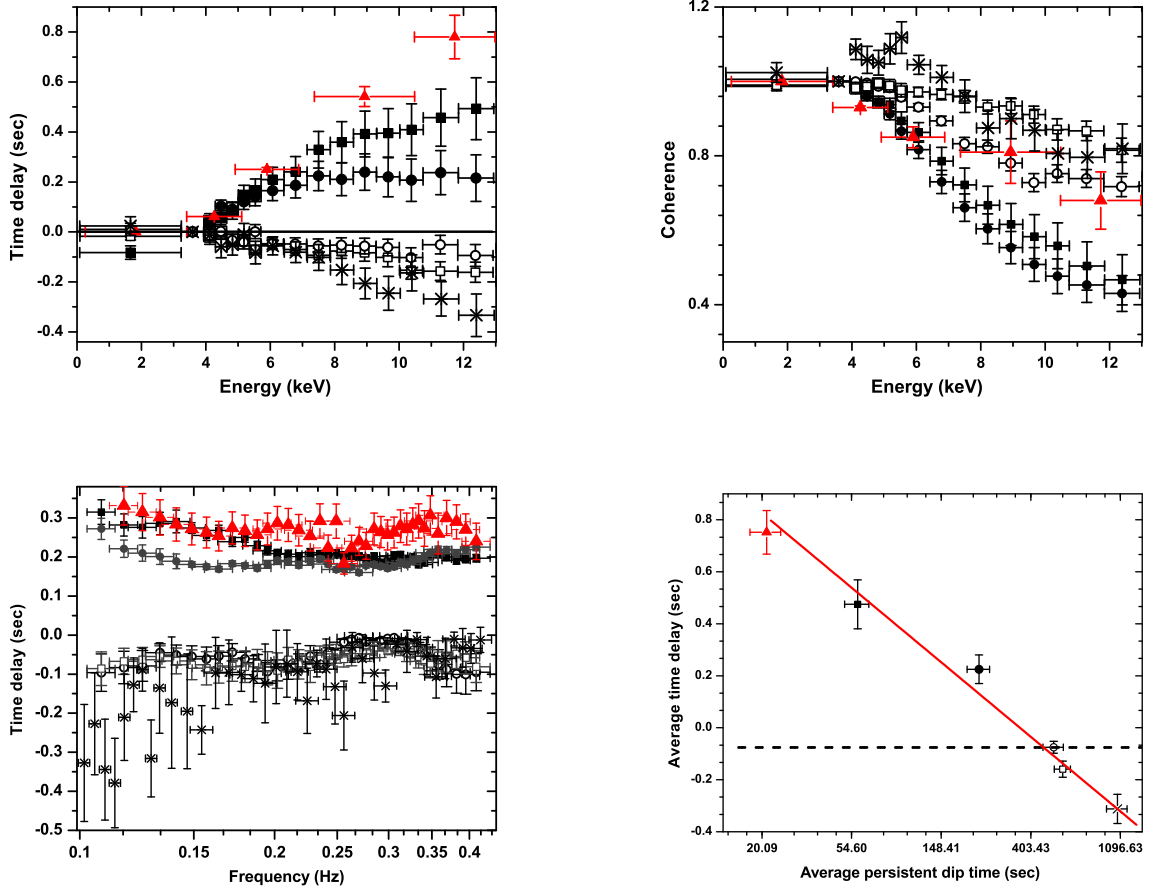 0.8
0.6
0.4
0.2
0.0
-0.2
-0.4
Time delay (sec)
0 2 4 6 8 10 12
Energy (keV)
1.2
0.8
0.4
Coherence
0 2 4 6 8 10 12
Energy (keV)
0.3
0.2
0.1
0.0
-0.1
-0.2
-0.3
-0.4
-0.5
Time delay (sec)
0.1 0.15 0.2 0.25 0.3 0.35 0.4
Frequency (Hz)
0.8
0.6
0.4
0.2
0.0
-0.2
-0.4
Average time delay (sec)
20.09 54.60 148.41 403.43 1096.63
Average persistent dip time (sec)